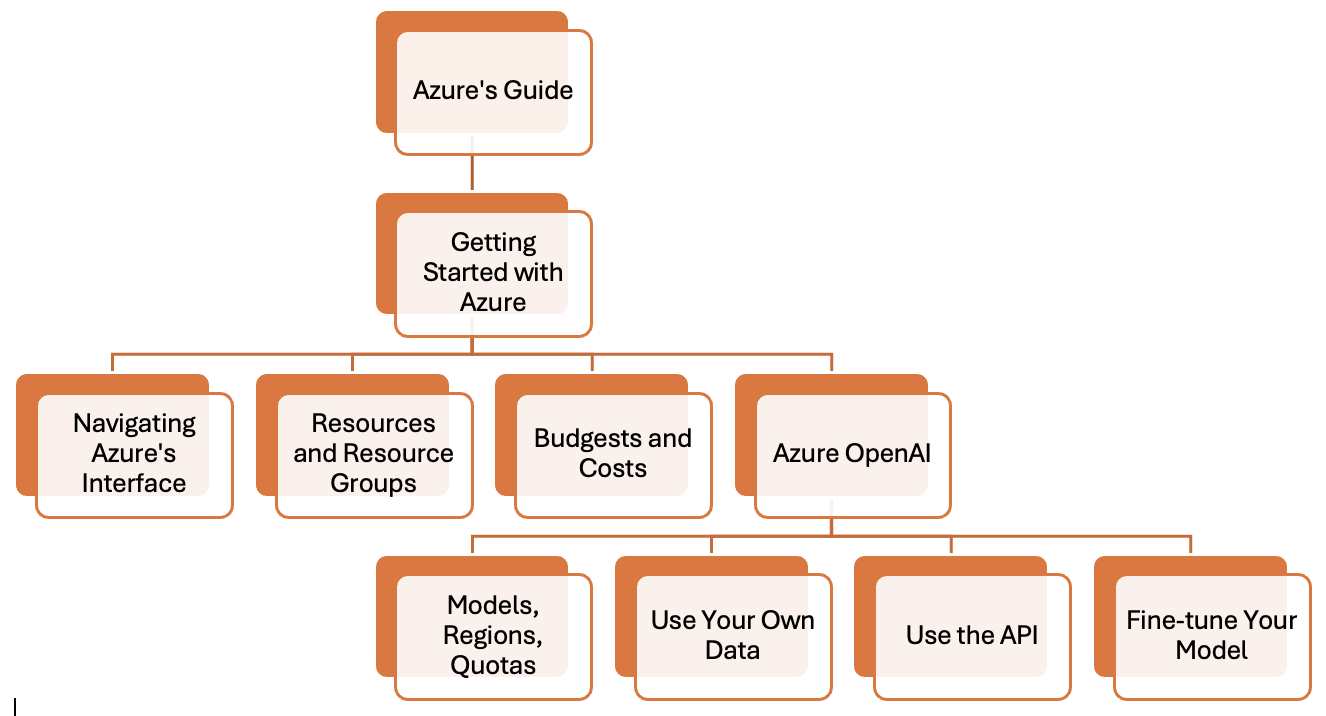 Azure's Guide
Getting
Started with
Azure
Navigating
Azure's
Interface
Resources
and Resource
Groups
Budgests and
Costs
Azure OpenAI
Models,
Regions,
Quotas
Use Your Own
Data
Use the API
Fine-tune Your
Model